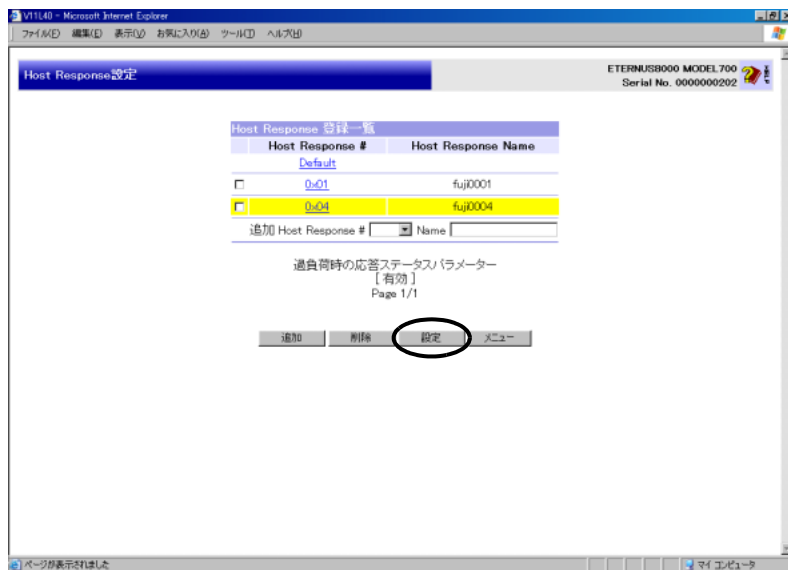 V11L40 - Microsoft Internet Explorer
ファイル(F) 編集(E) 表示(V) お気に入り(A) ツール(T) ヘルプ(H)
Host Response設定
ETERNUS8000 MODEL700
Serial No. 0000000202
HELP
Host Response 登録一覧
Host Response # Host Response Name
Default
0x01 fuji0001
0x04 fuji0004
追加 Host Response # Name
過負荷時の応答ステータスパラメーター
[ 有効 ]
Page 1/1
追加 削除 設定 メニュー
ページが表示されました マイ コンピュータ